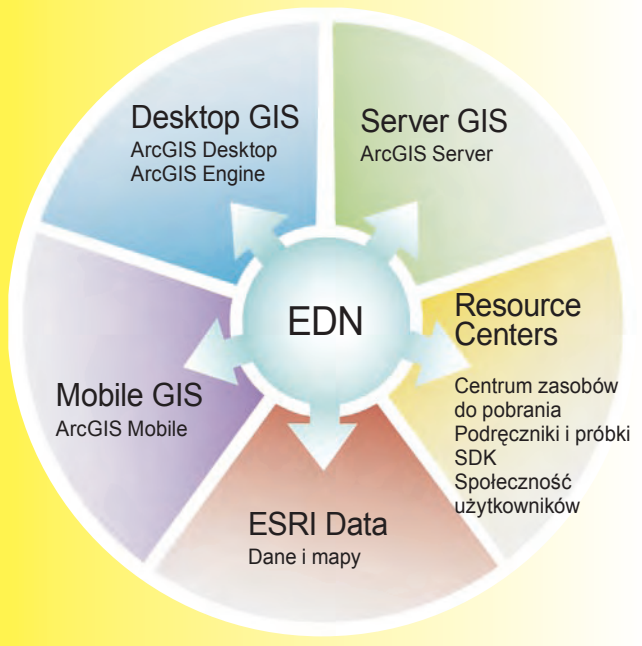 Desktop GIS
ArcGIS Desktop
ArcGIS Engine
Server GIS
ArcGIS Server
EDN
Resource
Centers
Centrum zasobów
do pobrania
Podręczniki i próbki
SDK
Społeczność
użytkowników
Mobile GIS
ArcGIS Mobile
ESRI Data
Dane i mapy